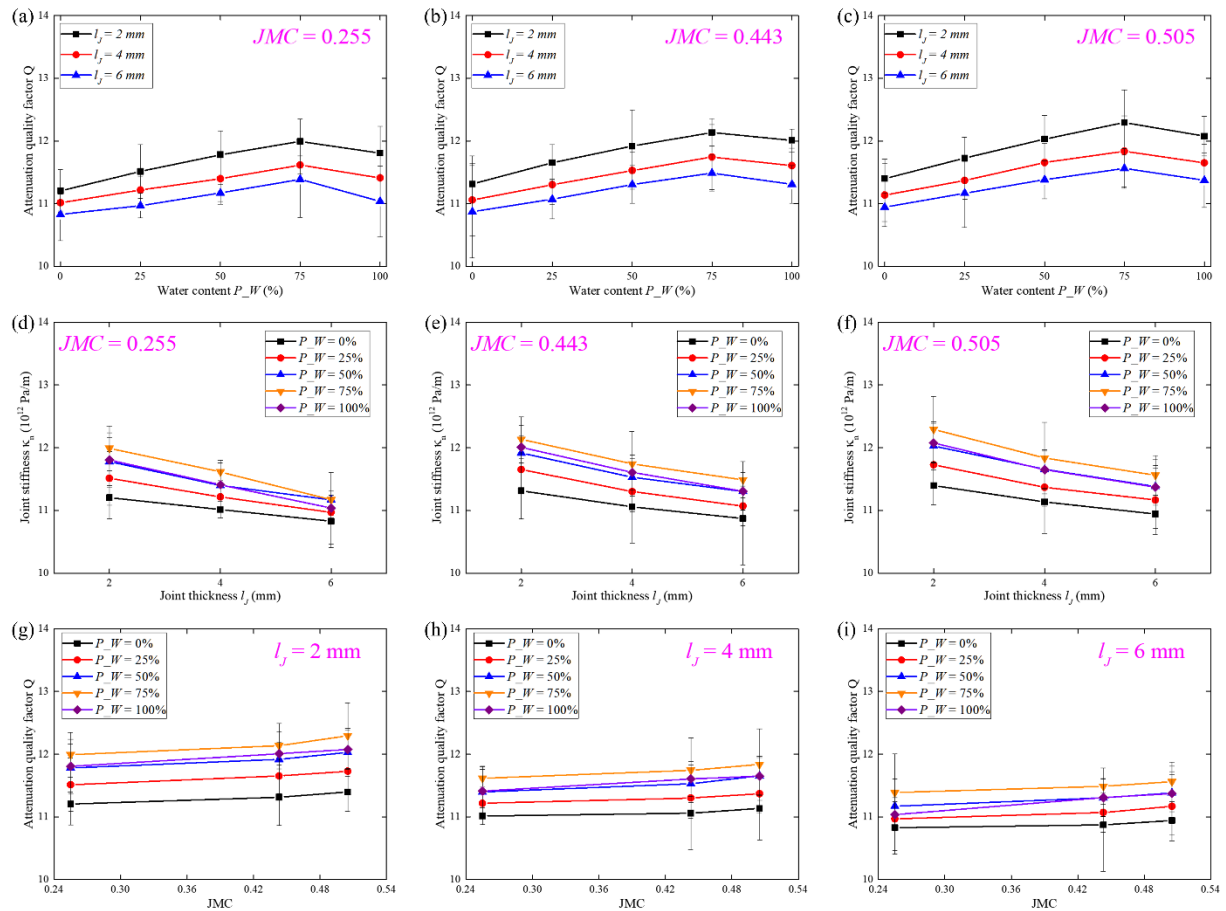 (a)
l_J = 2 mm
l_J = 4 mm
l_J = 6 mm
JMC = 0.255
Attenuation quality factor Q
14
13
12
11
10
0 25 50 75 100
Water content P_W (%)
(b)
l_J = 2 mm
l_J = 4 mm
l_J = 6 mm
JMC = 0.443
Attenuation quality factor Q
14
13
12
11
10
0 25 50 75 100
Water content P_W (%)
(c)
l_J = 2 mm
l_J = 4 mm
l_J = 6 mm
JMC = 0.505
Attenuation quality factor Q
14
13
12
11
10
0 25 50 75 100
Water content P_W (%)
(d)
JMC = 0.255
P_W = 0%
P_W = 25%
P_W = 50%
P_W = 75%
P_W = 100%
Joint stiffness κn (10^12 Pa/m)
14
13
12
11
10
2 4 6
Joint thickness l_J (mm)
(e)
JMC = 0.443
P_W = 0%
P_W = 25%
P_W = 50%
P_W = 75%
P_W = 100%
Joint stiffness κn (10^12 Pa/m)
14
13
12
11
10
2 4 6
Joint thickness l_J (mm)
(f)
JMC = 0.505
P_W = 0%
P_W = 25%
P_W = 50%
P_W = 75%
P_W = 100%
Joint stiffness κn (10^12 Pa/m)
14
13
12
11
10
2 4 6
Joint thickness l_J (mm)
(g)
P_W = 0%
P_W = 25%
P_W = 50%
P_W = 75%
P_W = 100%
l_J = 2 mm
Attenuation quality factor Q
14
13
12
11
10
0.24 0.30 0.36 0.42 0.48 0.54
JMC
(h)
P_W = 0%
P_W = 25%
P_W = 50%
P_W = 75%
P_W = 100%
l_J = 4 mm
Attenuation quality factor Q
14
13
12
11
10
0.24 0.30 0.36 0.42 0.48 0.54
JMC
(i)
P_W = 0%
P_W = 25%
P_W = 50%
P_W = 75%
P_W = 100%
l_J = 6 mm
Attenuation quality factor Q
14
13
12
11
10
0.24 0.30 0.36 0.42 0.48 0.54
JMC